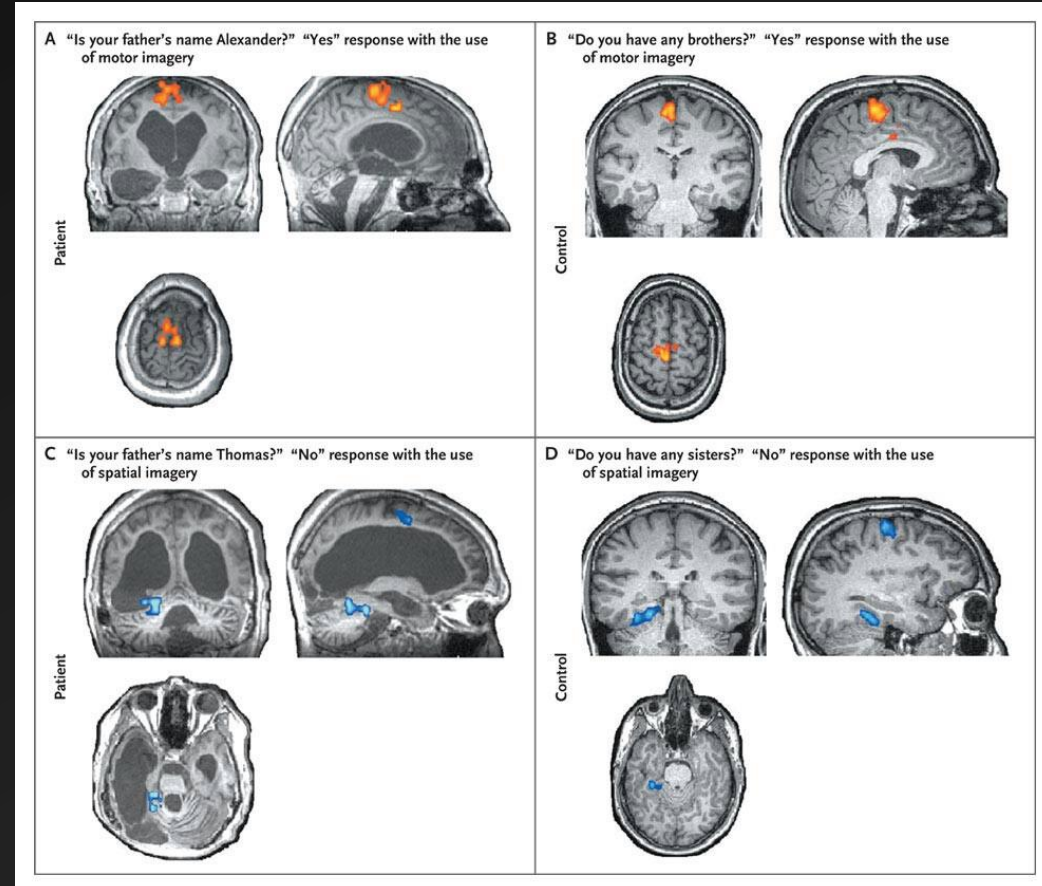 A "Is your father's name Alexander?" "Yes" response with the use
of motor imagery
B "Do you have any brothers?" "Yes" response with the use
of motor imagery
Patient
Control
C "Is your father's name Thomas?" "No" response with the use
of spatial imagery
D "Do you have any sisters?" "No" response with the use
of spatial imagery
Patient
Control